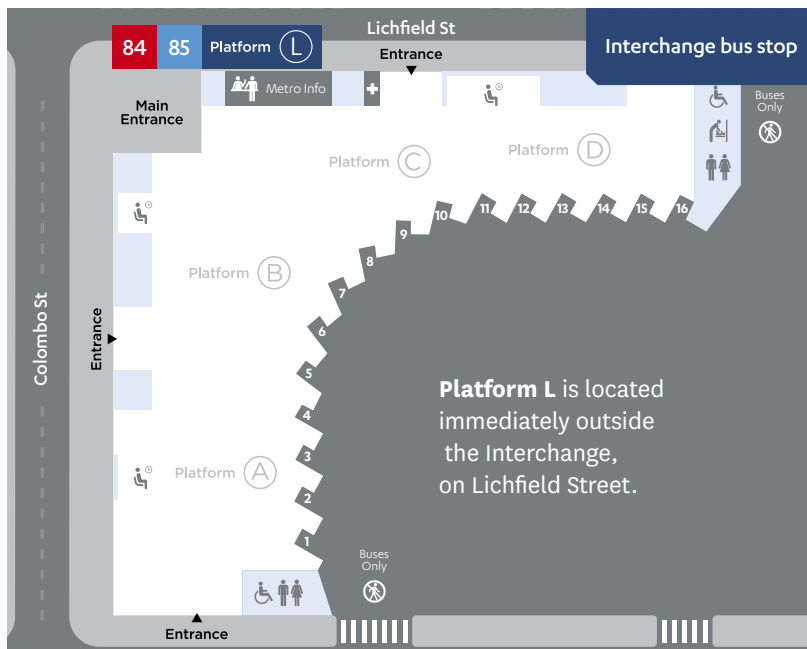 Lichfield St
84
85
Platform L
Interchange bus stop
Entrance
Metro Info
Buses
Only
Main
Entrance
Platform C
Platform D
10
11
12
13
14
15
16
9
8
7
Platform B
6
5
4
3
2
1
Colombo St
Entrance
Platform L is located
immediately outside
the Interchange,
on Lichfield Street.
Platform A
Buses
Only
Entrance